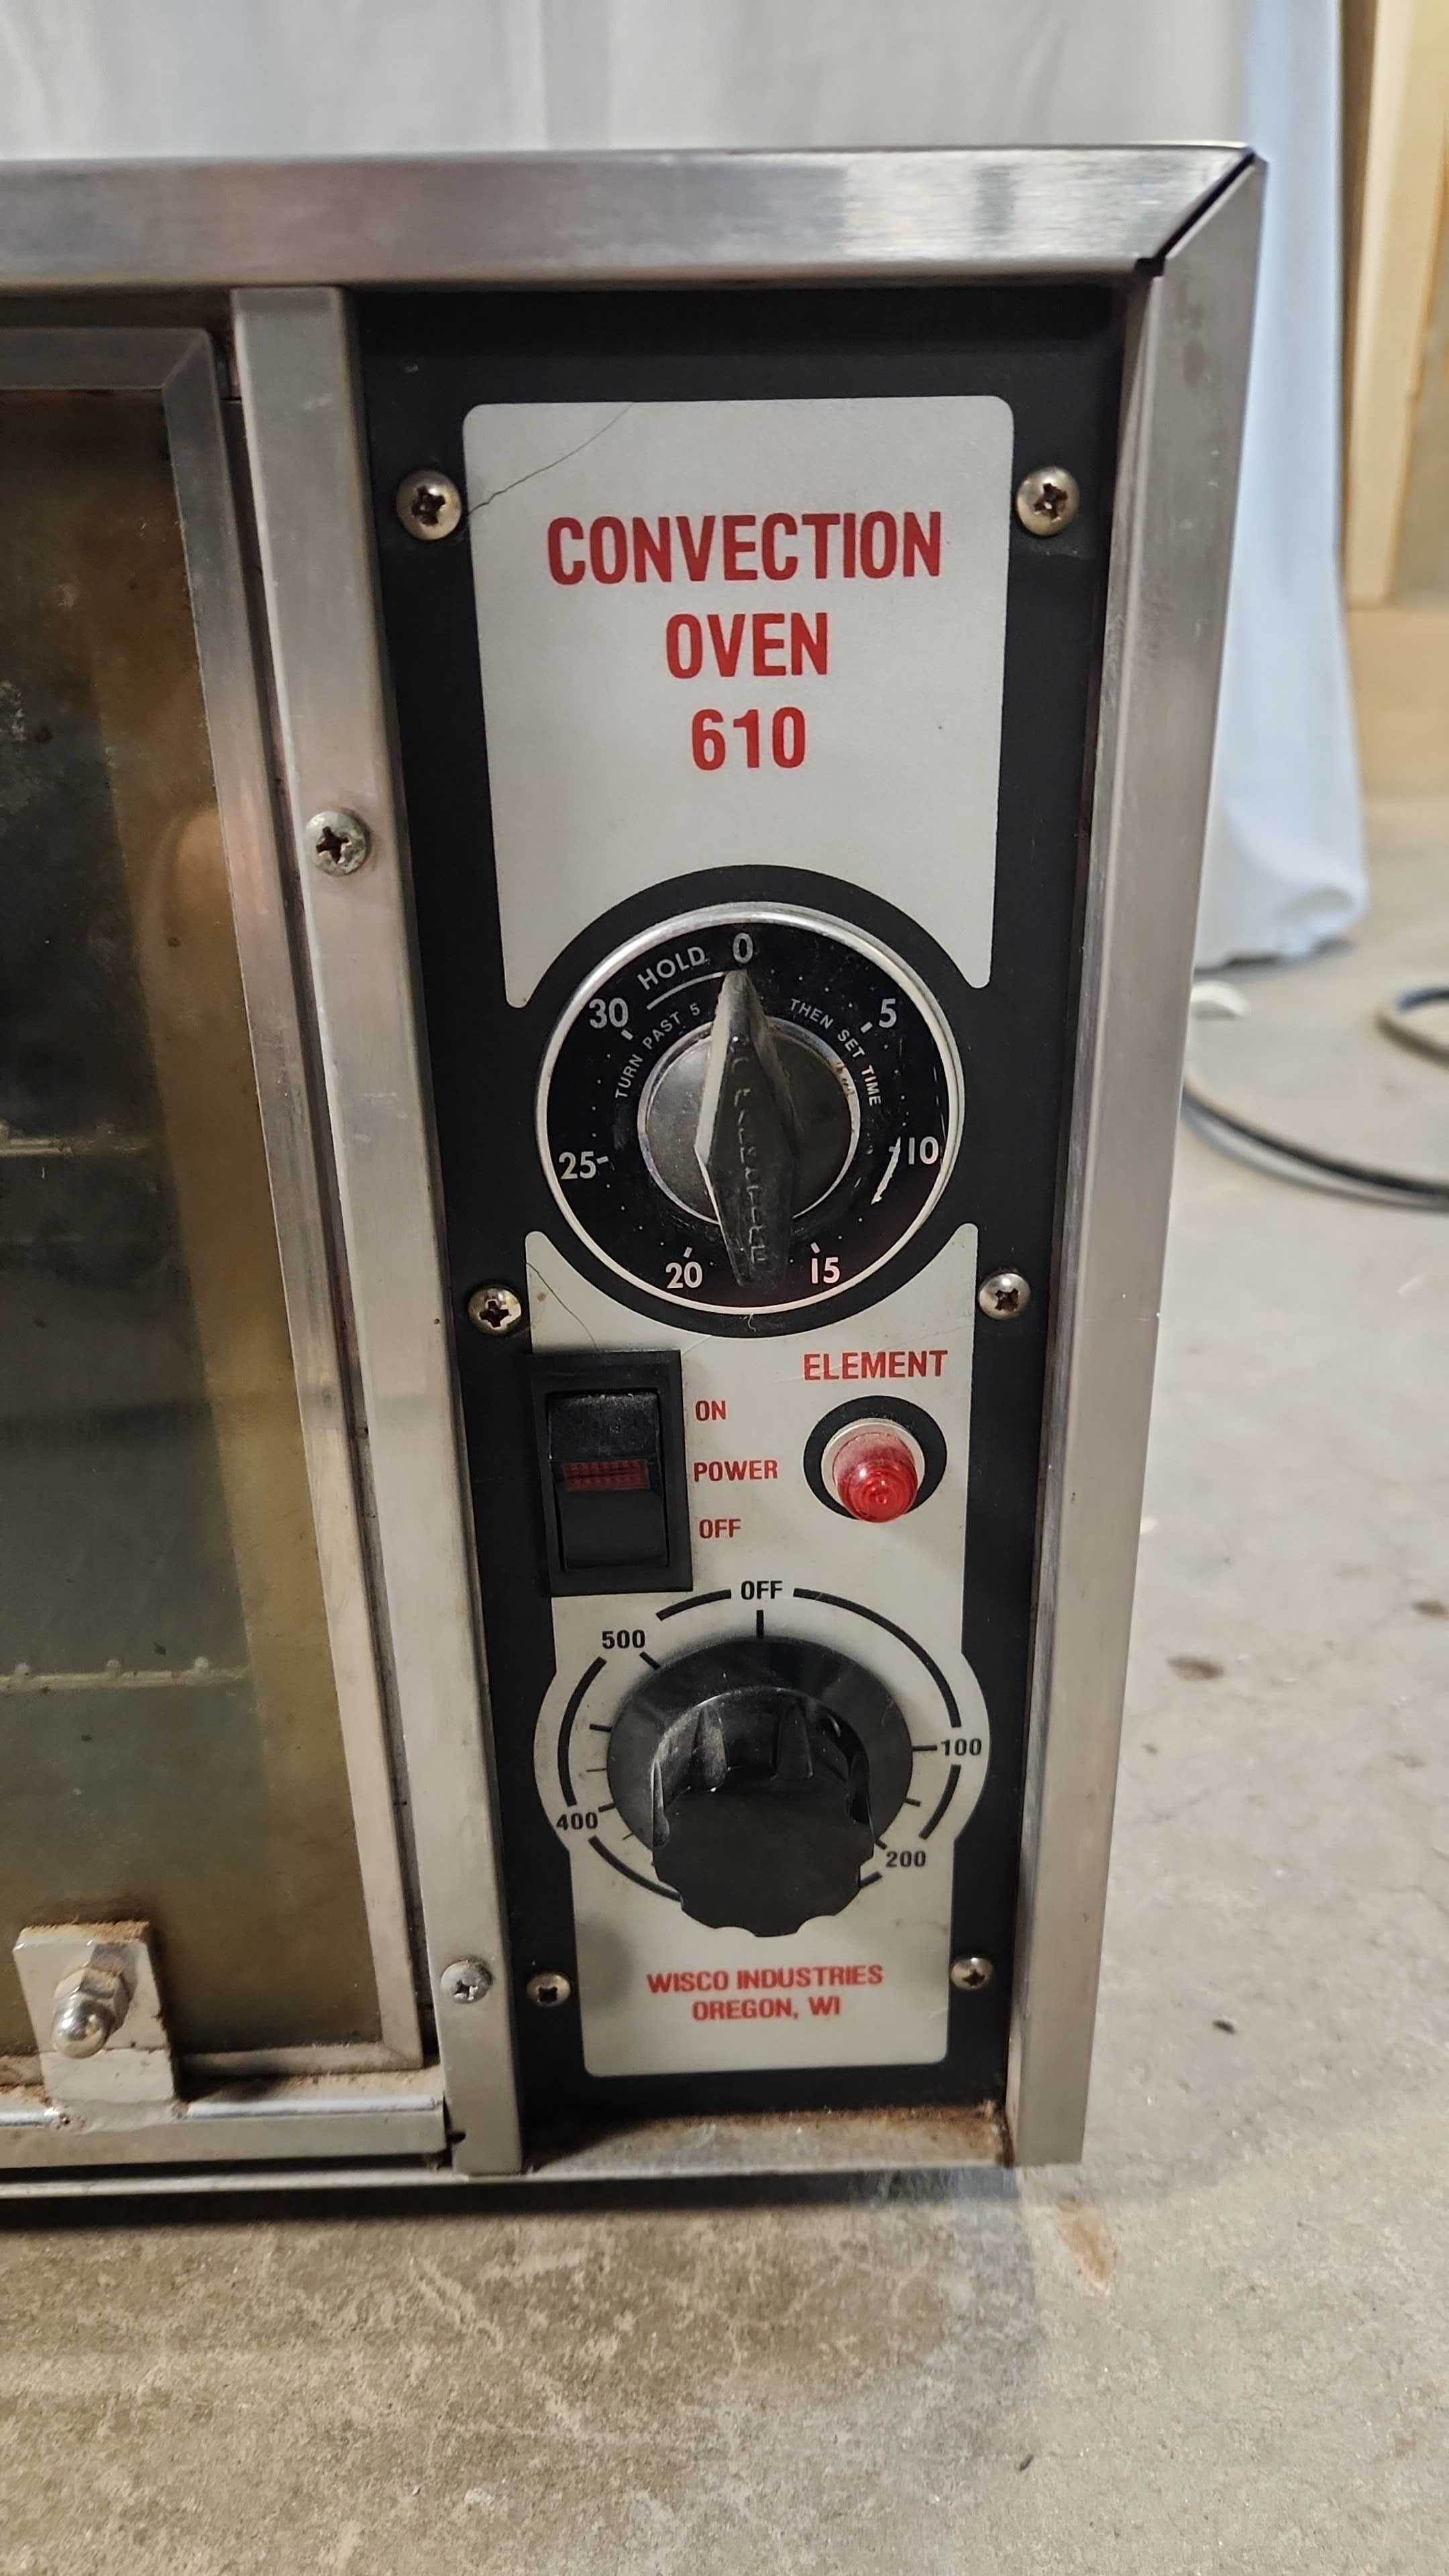 CONVECTION
OVEN
610
HOLD 0
30
5
TURN PAST 5
THEN SET TIME
25
10
20
15
ELEMENT
ON
POWER
OFF
OFF
500
100
400
200
WISCO INDUSTRIES
OREGON, WI